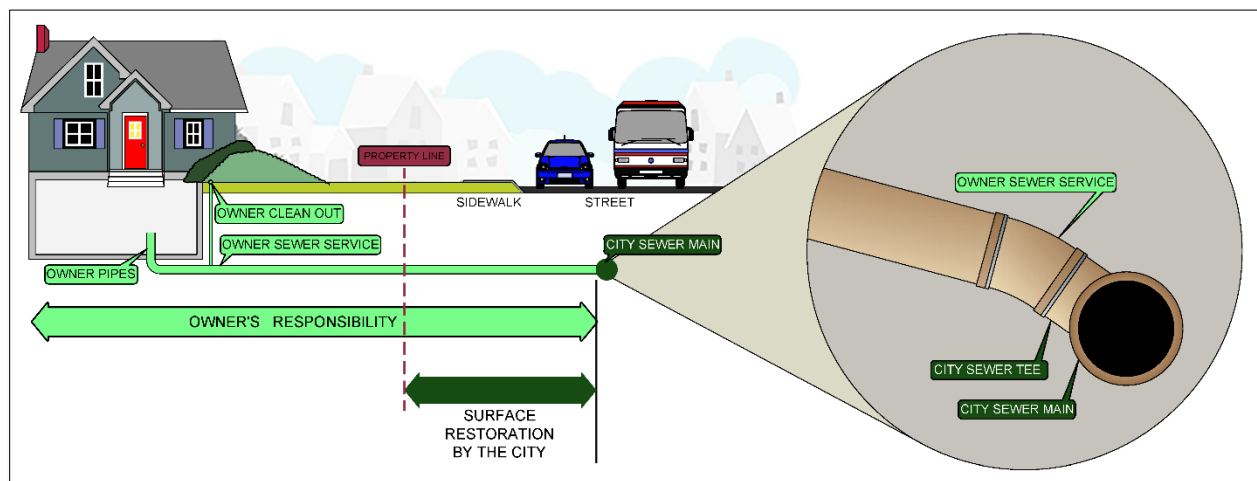 PROPERTY LINE
OWNER SEWER SERVICE
OWNER CLEAN OUT
SIDEWALK
STREET
OWNER SEWER SERVICE
CITY SEWER MAIN
OWNER PIPES
OWNER'S RESPONSIBILITY
CITY SEWER TEE
CITY SEWER MAIN
SURFACE
RESTORATION
BY THE CITY